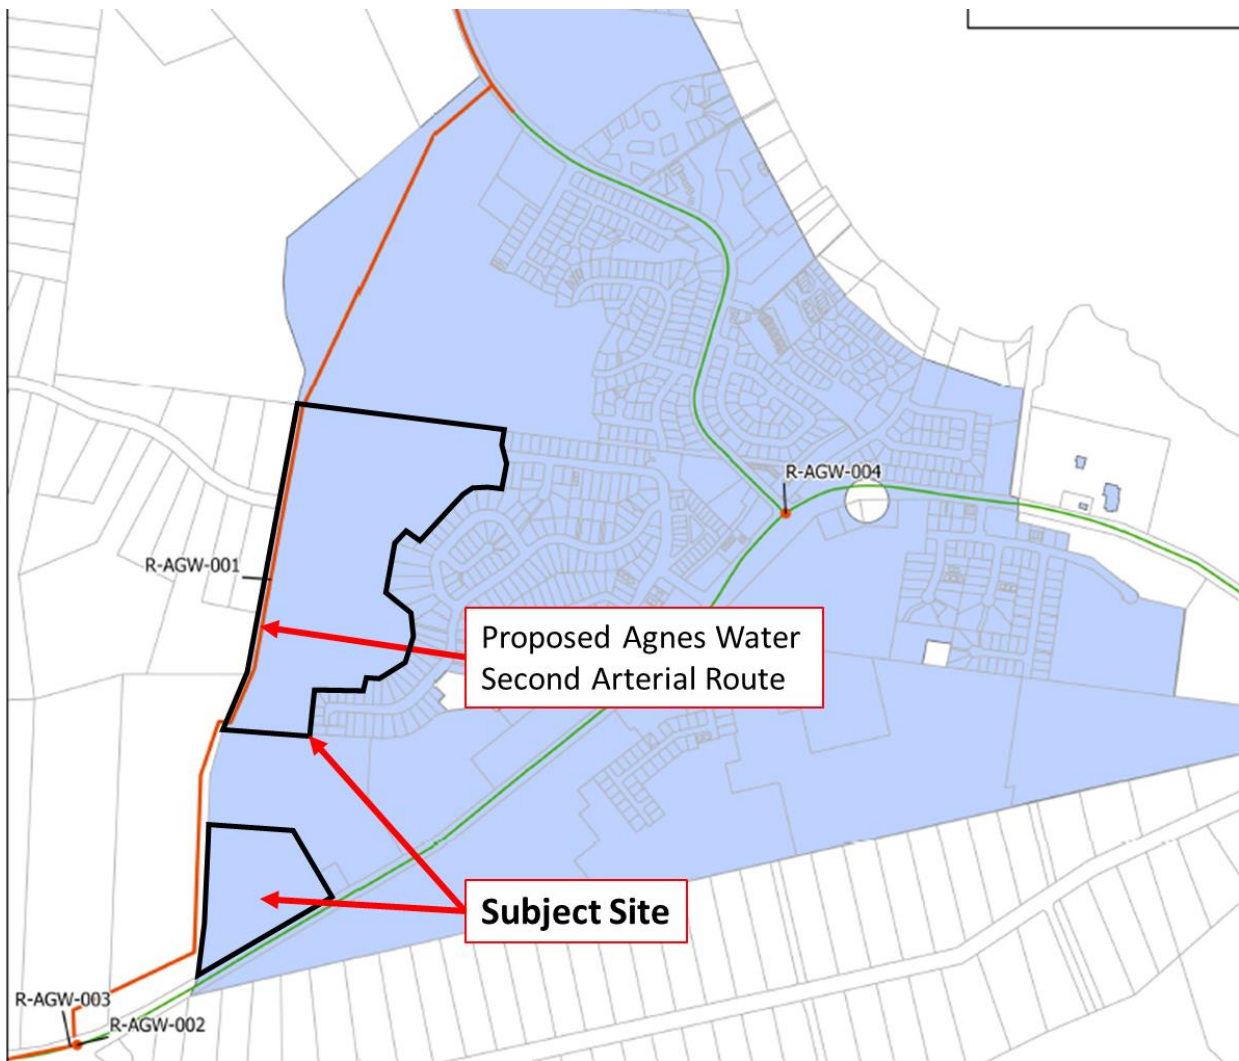 R-AGW-004
R-AGW-001
Proposed Agnes Water
Second Arterial Route
Subject Site
R-AGW-003
R-AGW-002